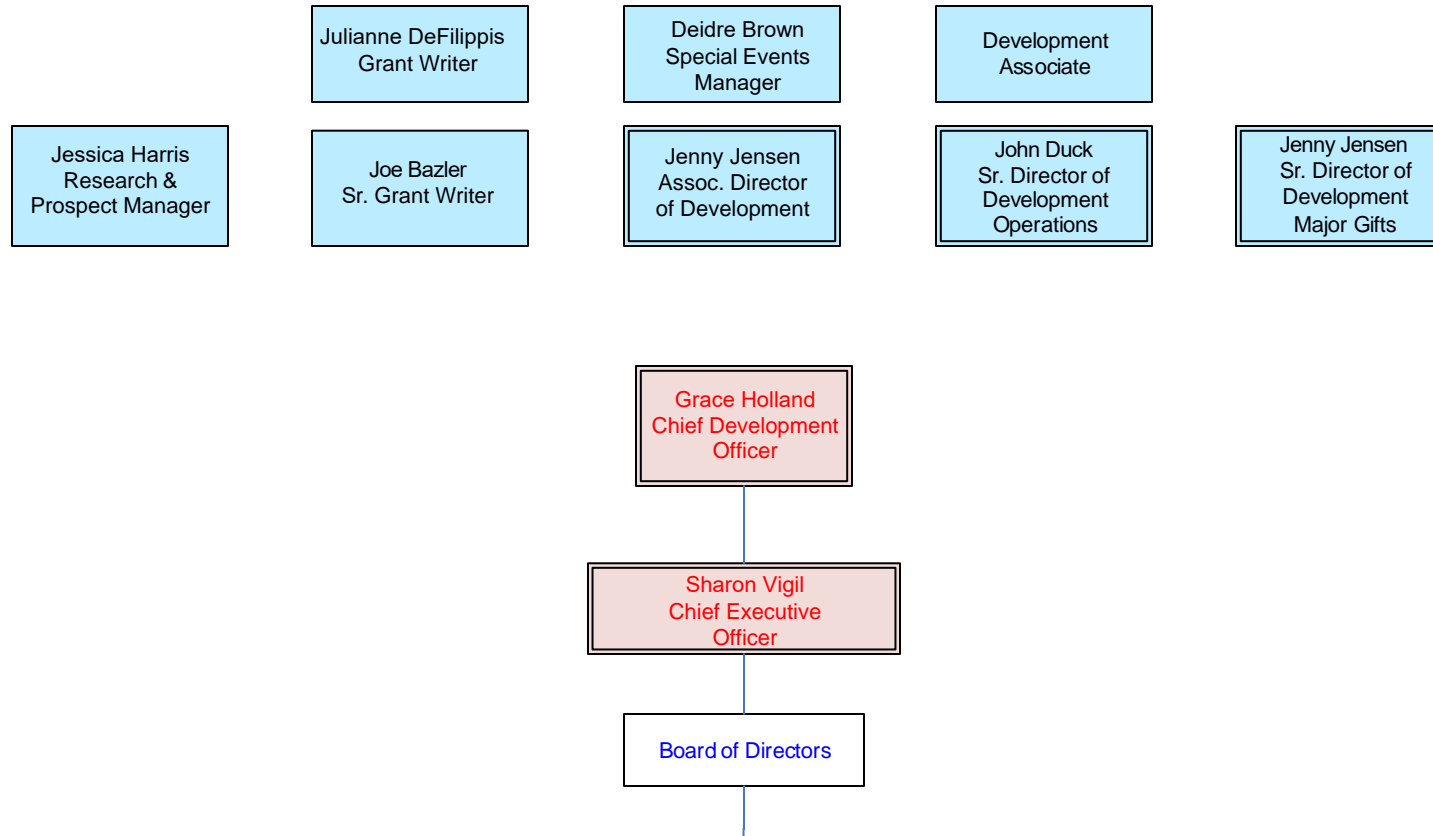 Julianne DeFilippis
Grant Writer
Deidre Brown
Special Events
Manager
Development
Associate
Jessica Harris
Research &
Prospect Manager
Joe Bazler
Sr. Grant Writer
Jenny Jensen
Assoc. Director
of Development
John Duck
Sr. Director of
Development
Operations
Jenny Jensen
Sr. Director of
Development
Major Gifts
Grace Holland
Chief Development
Officer
Sharon Vigil
Chief Executive
Officer
Board of Directors